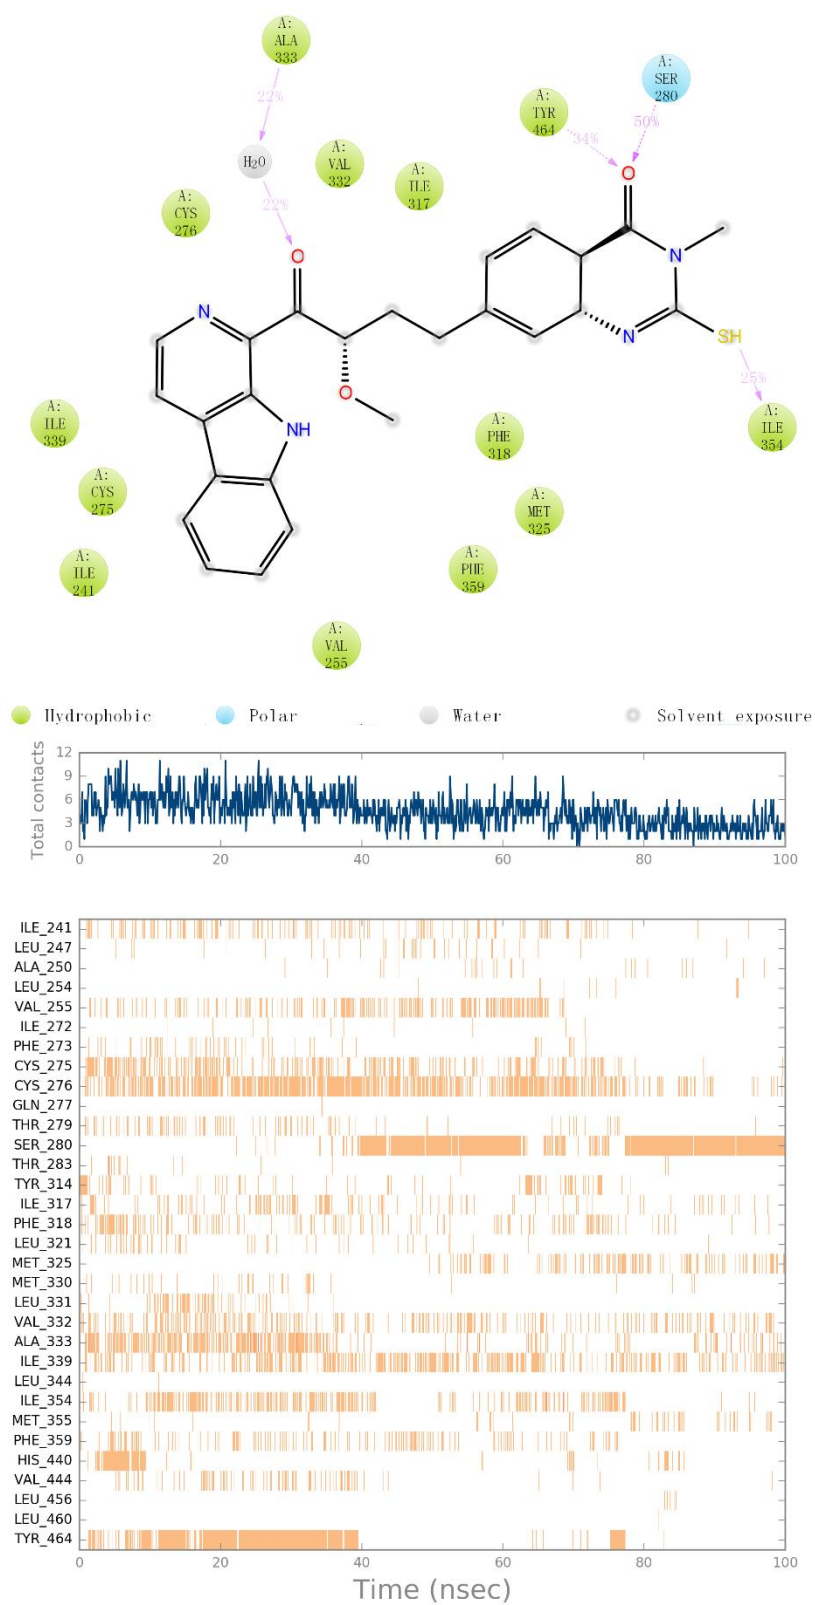 A:
ALA
333
22%
H₂O
22%
A:
VAL
332
A:
ILE
317
A:
CYS
276
A:
TYR
464
34%
A:
SER
280
50%
O
O
N
N
N
SH
25%
O
NH
A:
ILE
339
A:
CYS
275
A:
ILE
241
A:
PHE
318
A:
MET
325
A:
PHE
359
A:
ILE
354
A:
VAL
255
Hydrophobic Polar Water Solvent exposure
Total contacts
12
9
6
3
0
0 20 40 60 80 100
ILE_241
LEU_247
ALA_250
LEU_254
VAL_255
ILE_272
PHE_273
CYS_275
CYS_276
GLN_277
THR_279
SER_280
THR_283
TYR_314
ILE_317
PHE_318
LEU_321
MET_325
MET_330
LEU_331
VAL_332
ALA_333
ILE_339
LEU_344
ILE_354
MET_355
PHE_359
HIS_440
VAL_444
LEU_456
LEU_460
TYR_464
0 20 40 60 80 100
Time (nsec)